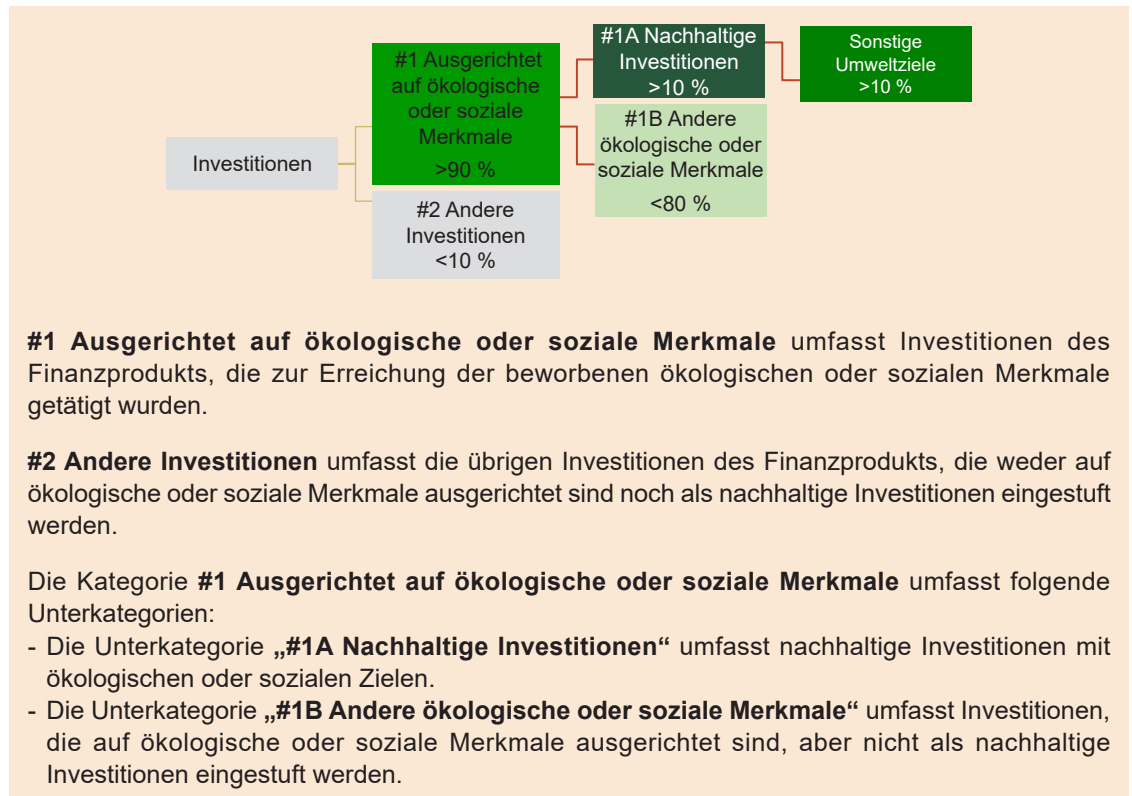 Investitionen
#1 Ausgerichtet
auf ökologische
oder soziale
Merkmale
>90 %
#2 Andere
Investitionen
<10 %
#1A Nachhaltige
Investitionen
>10 %
#1B Andere
ökologische oder
soziale Merkmale
<80 %
Sonstige
Umweltziele
>10 %
#1 Ausgerichtet auf ökologische oder soziale Merkmale umfasst Investitionen des
Finanzprodukts, die zur Erreichung der beworbenen ökologischen oder sozialen Merkmale
getätigt wurden.
#2 Andere Investitionen umfasst die übrigen Investitionen des Finanzprodukts, die weder auf
ökologische oder soziale Merkmale ausgerichtet sind noch als nachhaltige Investitionen eingestuft
werden.
Die Kategorie #1 Ausgerichtet auf ökologische oder soziale Merkmale umfasst folgende
Unterkategorien:
- Die Unterkategorie „#1A Nachhaltige Investitionen“ umfasst nachhaltige Investitionen mit
ökologischen oder sozialen Zielen.
- Die Unterkategorie „#1B Andere ökologische oder soziale Merkmale“ umfasst Investitionen,
die auf ökologische oder soziale Merkmale ausgerichtet sind, aber nicht als nachhaltige
Investitionen eingestuft werden.